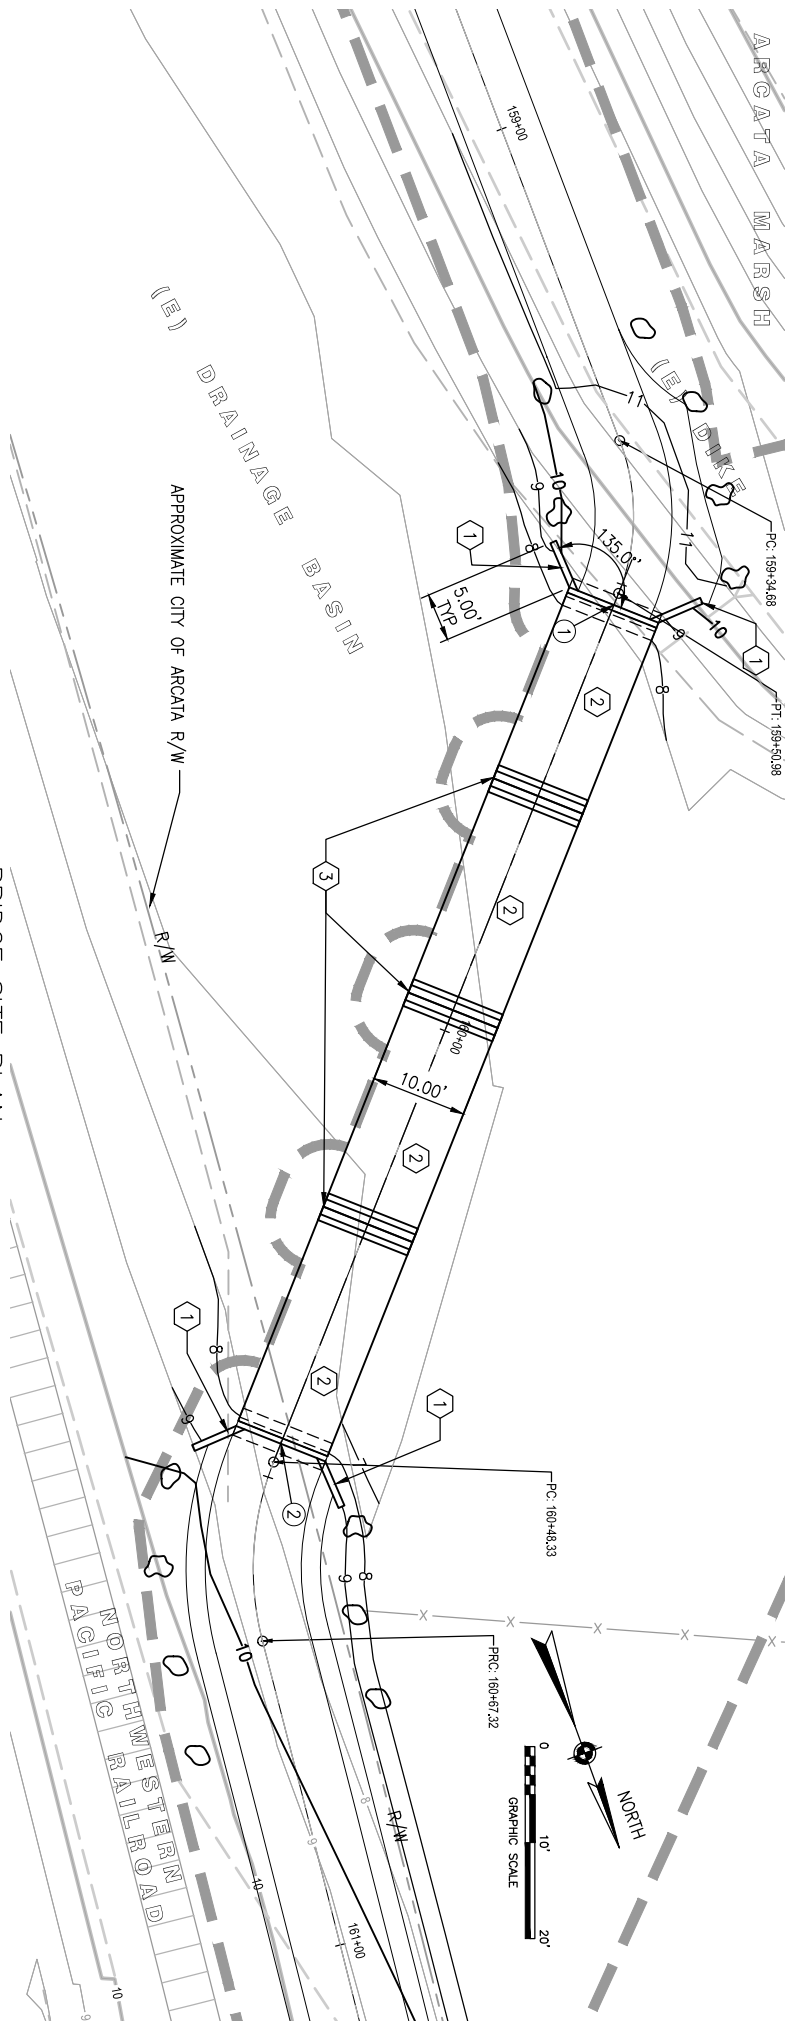 ARCATA MARSH
159+00
(E) DIKE
11
11
10
9
8
PC: 159+34.68
135.0°
1
5.00'
TYP
1
1
10
9
8
PT: 159+50.98
(E) DRAINAGE BASIN
APPROXIMATE CITY OF ARCATA R/W
R/W
2
3
2
160+00
10.00'
2
2
1
8
9
1
2
PC: 160+48.33
8
9
X X X X X
PRC: 160+67.32
10
NORTHWESTERN
PACIFIC RAILROAD
NORTH
0 10' 20'
GRAPHIC SCALE
R/W
8
9
10
161+00
10
9